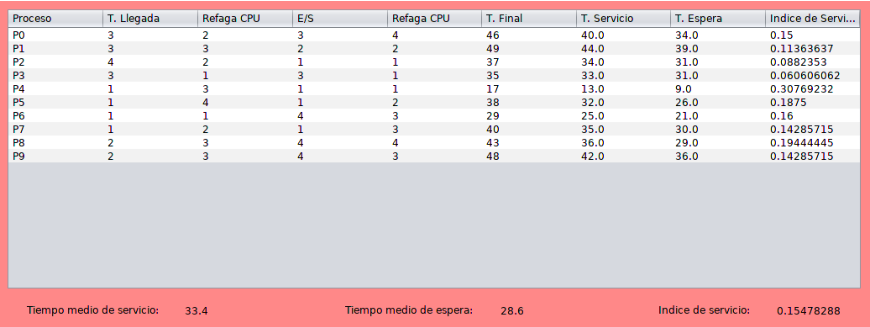 Proceso T. Llegada Refaga CPU E/S Refaga CPU T. Final T. Servicio T. Espera Indice de Servi...
P0 3 2 3 4 46 40.0 34.0 0.15
P1 3 3 2 2 49 44.0 39.0 0.11363637
P2 4 2 1 1 37 34.0 31.0 0.0882353
P3 3 1 3 1 35 33.0 31.0 0.060606062
P4 1 3 1 1 17 13.0 9.0 0.30769232
P5 1 4 1 2 38 32.0 26.0 0.1875
P6 1 1 4 3 29 25.0 21.0 0.16
P7 1 2 1 3 40 35.0 30.0 0.14285715
P8 2 3 4 4 43 36.0 29.0 0.19444445
P9 2 3 4 3 48 42.0 36.0 0.14285715
Tiempo medio de servicio: 33.4 Tiempo medio de espera: 28.6 Indice de servicio: 0.15478288